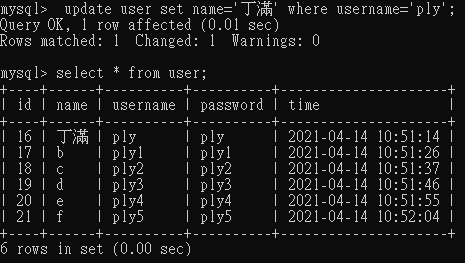 mysql>  update user set name='丁滿' where username='ply';
Query OK, 1 row affected (0.01 sec)
Rows matched: 1  Changed: 1  Warnings: 0

mysql> select * from user;
+----+------+----------+----------+---------------------+
| id | name | username | password | time                |
+----+------+----------+----------+---------------------+
| 16 | 丁滿 | ply      | ply      | 2021-04-14 10:51:14 |
| 17 | b    | ply1     | ply1     | 2021-04-14 10:51:26 |
| 18 | c    | ply2     | ply2     | 2021-04-14 10:51:37 |
| 19 | d    | ply3     | ply3     | 2021-04-14 10:51:46 |
| 20 | e    | ply4     | ply4     | 2021-04-14 10:51:55 |
| 21 | f    | ply5     | ply5     | 2021-04-14 10:52:04 |
+----+------+----------+----------+---------------------+
6 rows in set (0.00 sec)